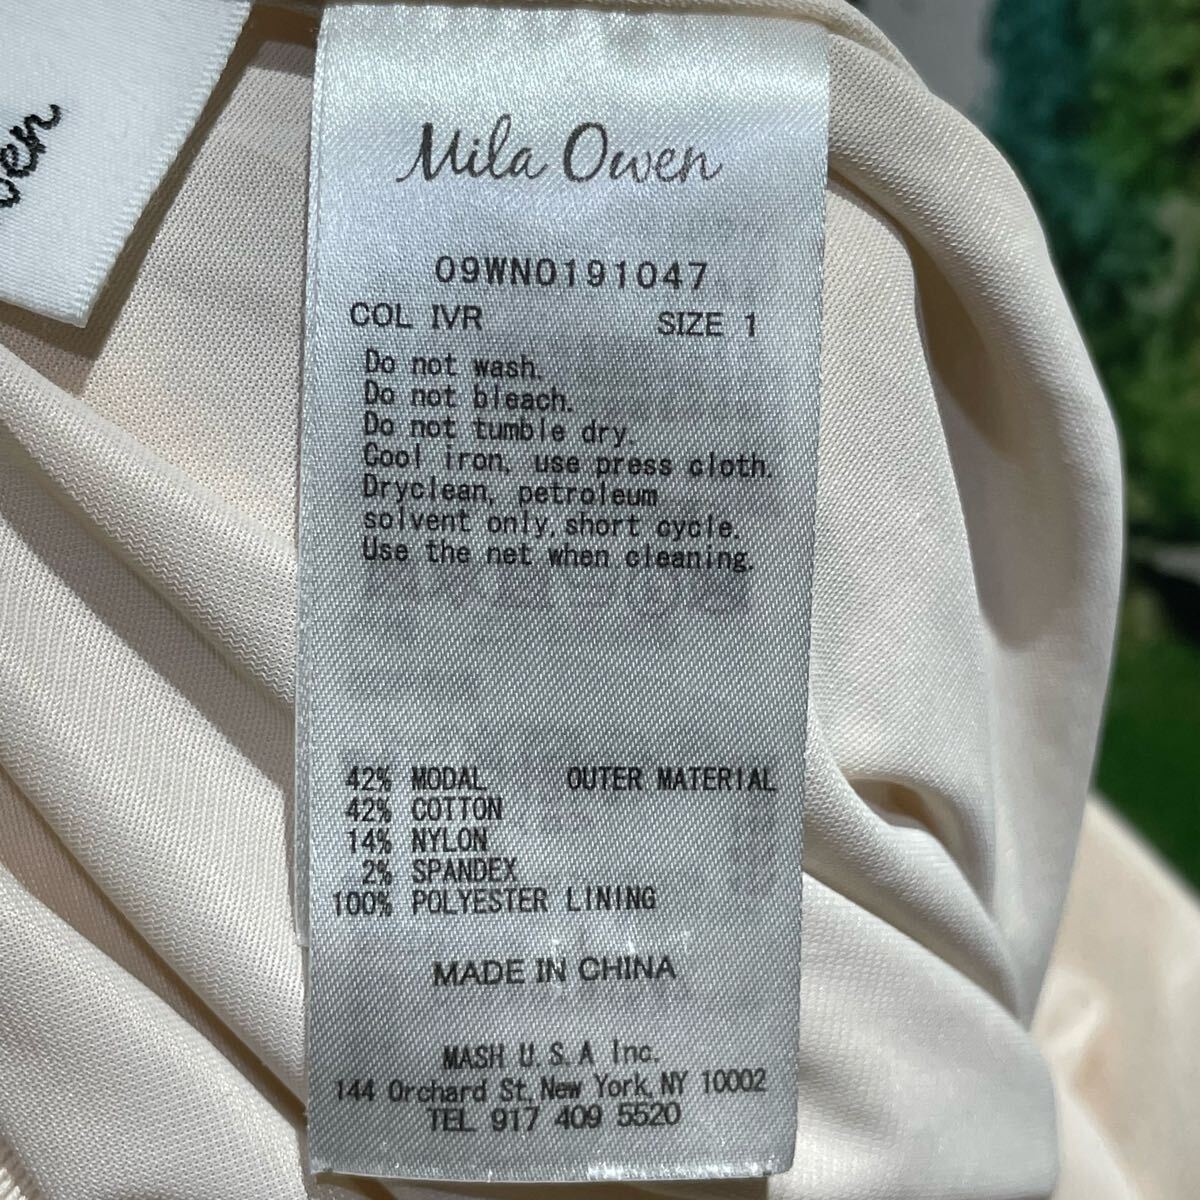 Mila Owen
09WNO191047
COL IVR SIZE 1
Do not wash.
Do not bleach.
Do not tumble dry.
Cool iron, use press cloth.
Dryclean, petroleum
solvent only, short cycle.
Use the net when cleaning.
42% MODAL OUTER MATERIAL
42% COTTON
14% NYLON
2% SPANDEX
100% POLYESTER LINING
MADE IN CHINA
MASH U.S.A Inc.
144 Orchard St, New York, NY 10002
TEL 917 409 5520